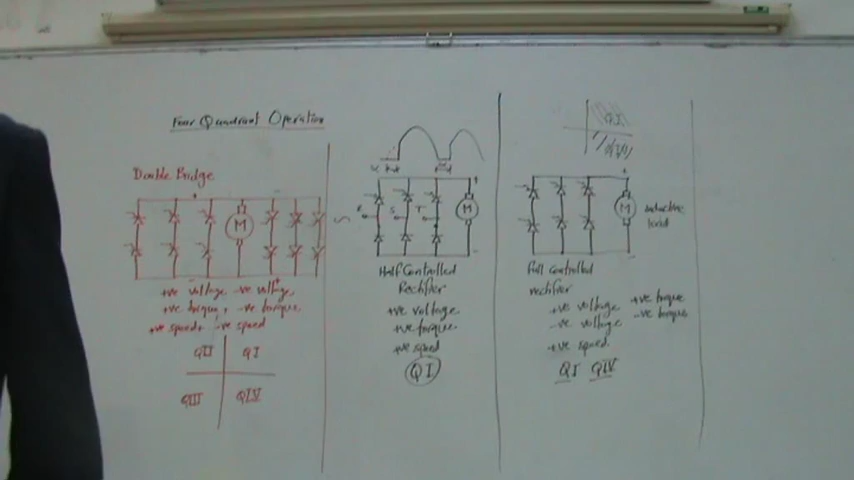 Four Quadrant Operation
Double Bridge
+
-
M
+ve voltage, -ve voltage,
+ve torque, -ve torque
+ve speed, -ve speed
QII QI
QIII QIV
α
R S T
+
M
-
Half Controlled
Rectifier
+ve voltage
+ve torque
+ve speed
QI
QI
QIV
+
M
-
inductive
load
Full Controlled
rectifier
+ve voltage +ve torque
-ve voltage -ve torque
+ve speed
QI QIV